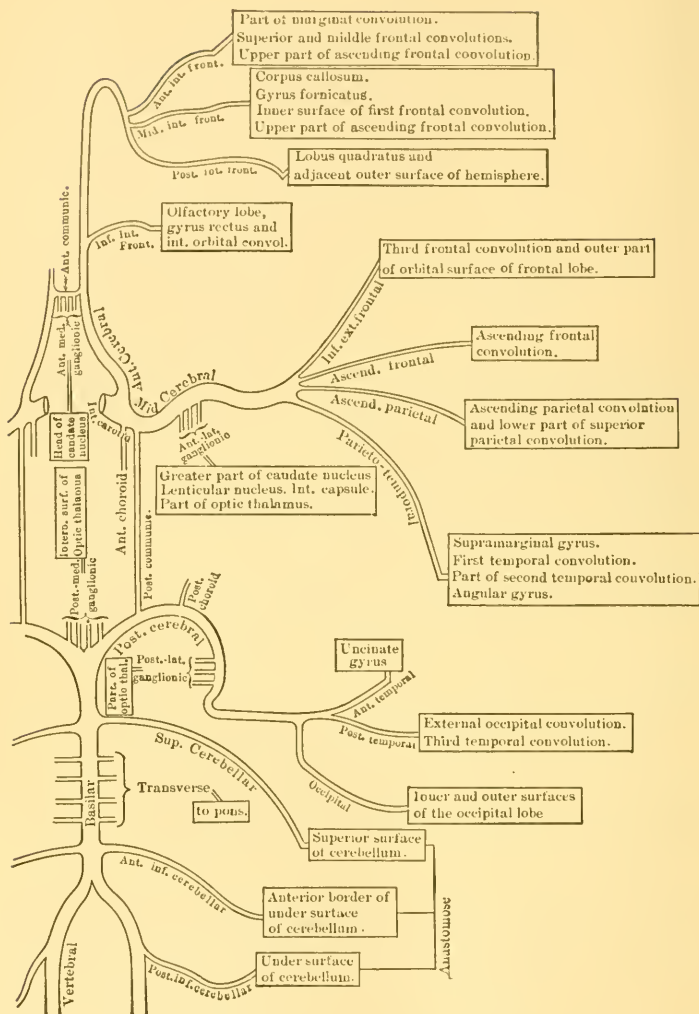 Part of marginal convolution.
Superior and middle frontal convolutions.
Upper part of ascending frontal convolution.
Ant. int. front.
Corpus callosum.
Gyrus fornicatus.
Inner surface of first frontal convolution.
Upper part of ascending frontal convolution.
Mid. int. front
Lobus quadratus and
adjacent outer surface of hemisphere.
Post. int. front.
Olfactory lobe,
gyrus rectus and
int. orbital convol.
Inf. Int.
Front.
Ant. communic.
Ant. med.
ganglionic
Ant. Cerebral
Mid. Cerebral
Third frontal convolution and outer part
of orbital surface of frontal lobe.
Inf. ext. frontal
Ascending frontal
convolution.
Ascend. frontal
Ascend. parietal
Ascending parietal convolution
and lower part of superior
parietal convolution.
Parieto-temporal
Supramarginal gyrus.
First temporal convolution.
Part of second temporal convolution.
Angular gyrus.
Int. carotid
Head of
caudate
nucleus
Ant.-lat.
ganglionic
Greater part of caudate nucleus
Lenticular nucleus. Int. capsule.
Part of optic thalamus.
Intern. surf. of
Optic thalamus
Ant. choroid
Post. communic.
Post.-med.
ganglionic
Post.
choroid
Post. cerebral
Part. of
optic thal.
Post.-lat.
ganglionic
Uncinate
gyrus
Ant. temporal
Post. temporal
External occipital convolution.
Third temporal convolution.
Occipital
Inner and outer surfaces
of the occipital lobe
Sup. Cerebellar
Basilar
Transverse
to pons.
Superior surface
of cerebellum.
Ant. inf. cerebellar
Anterior border of
under surface
of cerebellum.
Anastomose
Vertebral
Post. inf. cerebellar
Under surface
of cerebellum.